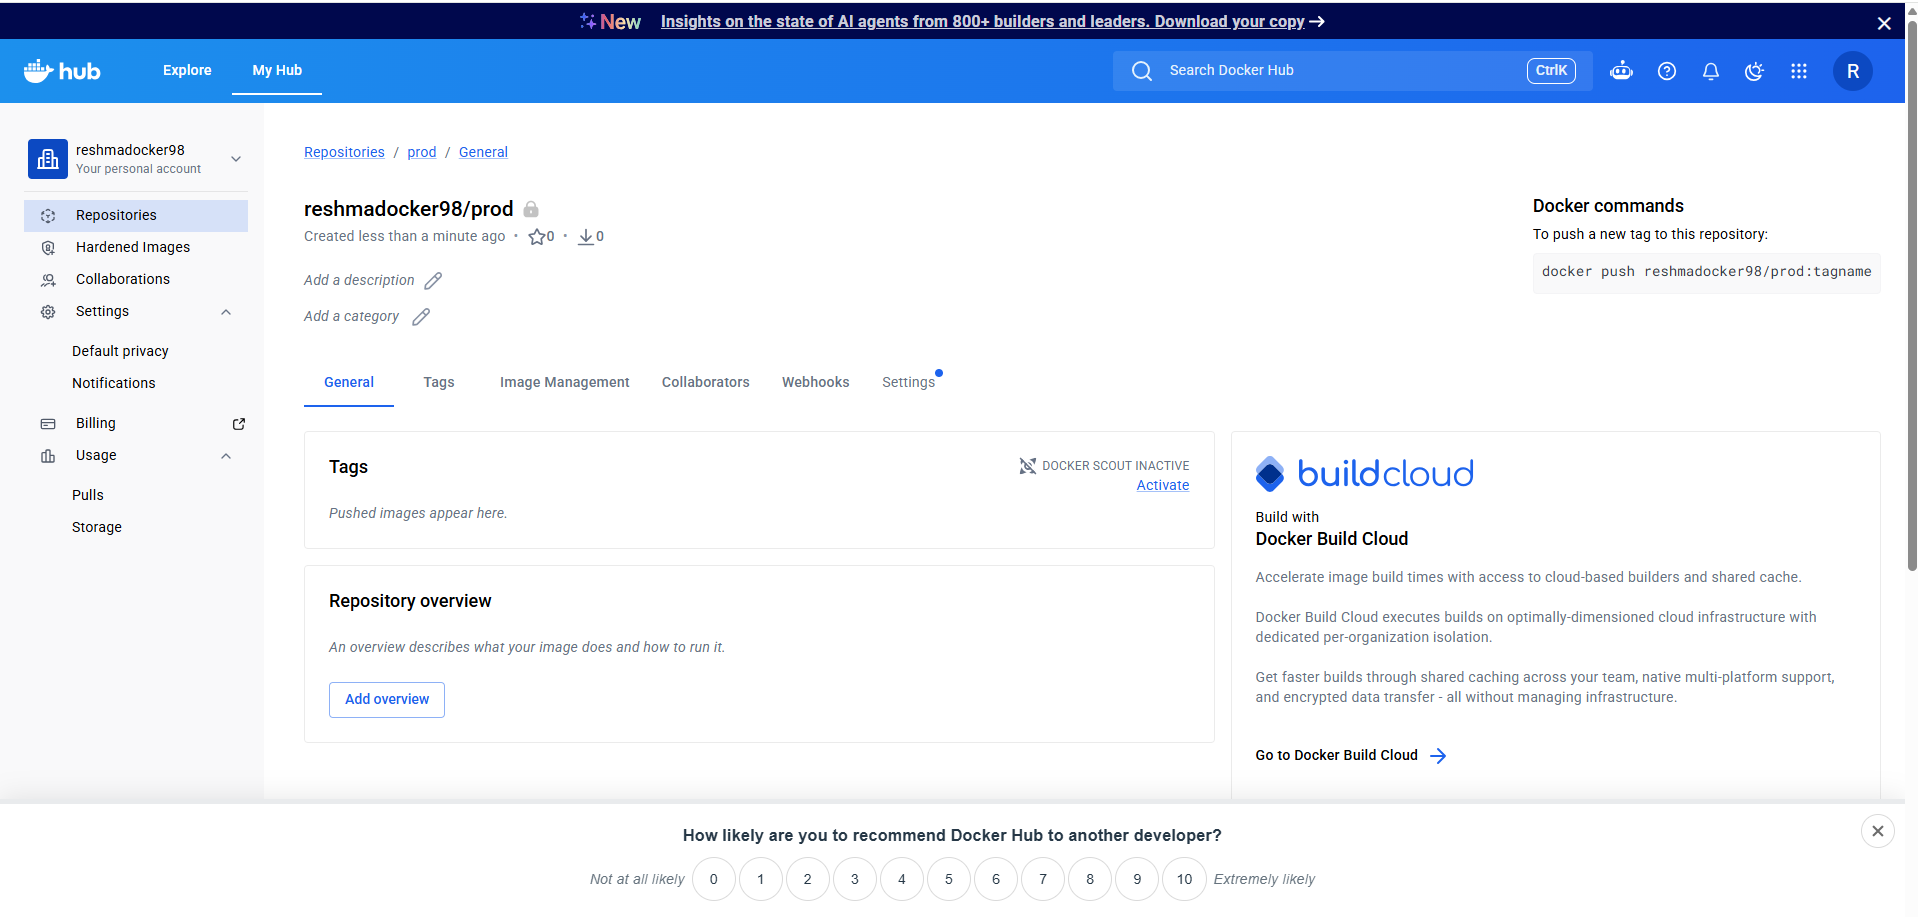 New Insights on the state of AI agents from 800+ builders and leaders. Download your copy →
hub Explore My Hub Search Docker Hub CtrlK R
reshmadocker98
Your personal account
Repositories
Hardened Images
Collaborations
Settings
Default privacy
Notifications
Billing
Usage
Pulls
Storage
Repositories / prod / General
reshmadocker98/prod
Created less than a minute ago • 0 • 0
Add a description
Add a category
Docker commands
To push a new tag to this repository:
docker push reshmadocker98/prod:tagname
General Tags Image Management Collaborators Webhooks Settings
Tags
DOCKER SCOUT INACTIVE
Activate
Pushed images appear here.
Repository overview
An overview describes what your image does and how to run it.
Add overview
buildcloud
Build with
Docker Build Cloud
Accelerate image build times with access to cloud-based builders and shared cache.
Docker Build Cloud executes builds on optimally-dimensioned cloud infrastructure with
dedicated per-organization isolation.
Get faster builds through shared caching across your team, native multi-platform support,
and encrypted data transfer - all without managing infrastructure.
Go to Docker Build Cloud →
How likely are you to recommend Docker Hub to another developer?
Not at all likely 0 1 2 3 4 5 6 7 8 9 10 Extremely likely